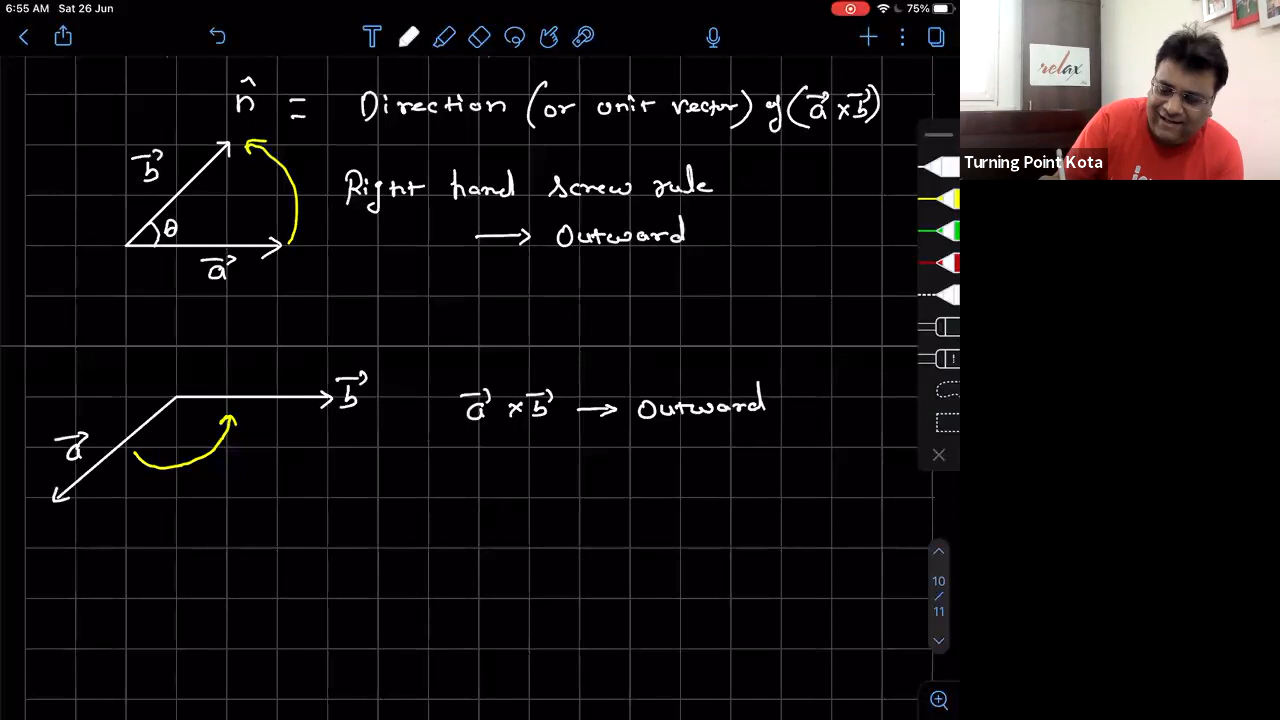 6:55 AM Sat 26 Jun
75%
relax
Turning Point Kota
n̂ = Direction (or unit vector) of (a⃗ × b⃗)
b⃗
Right hand screw rule
θ
→ Outward
a⃗
b⃗
a⃗ × b⃗ → Outward
a⃗
10
/
11